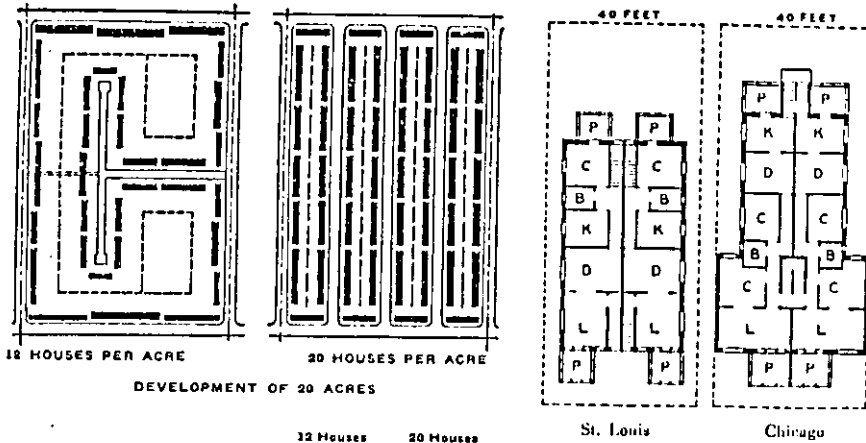 40 FEET
40 FEET
P P
C C
B B
K K
D D
L L
P P
P P
K K
D D
C C
B B
C C
L L
P P
12 HOUSES PER ACRE
20 HOUSES PER ACRE
DEVELOPMENT OF 20 ACRES
St. Louis
Chicago
12 Houses
20 Houses